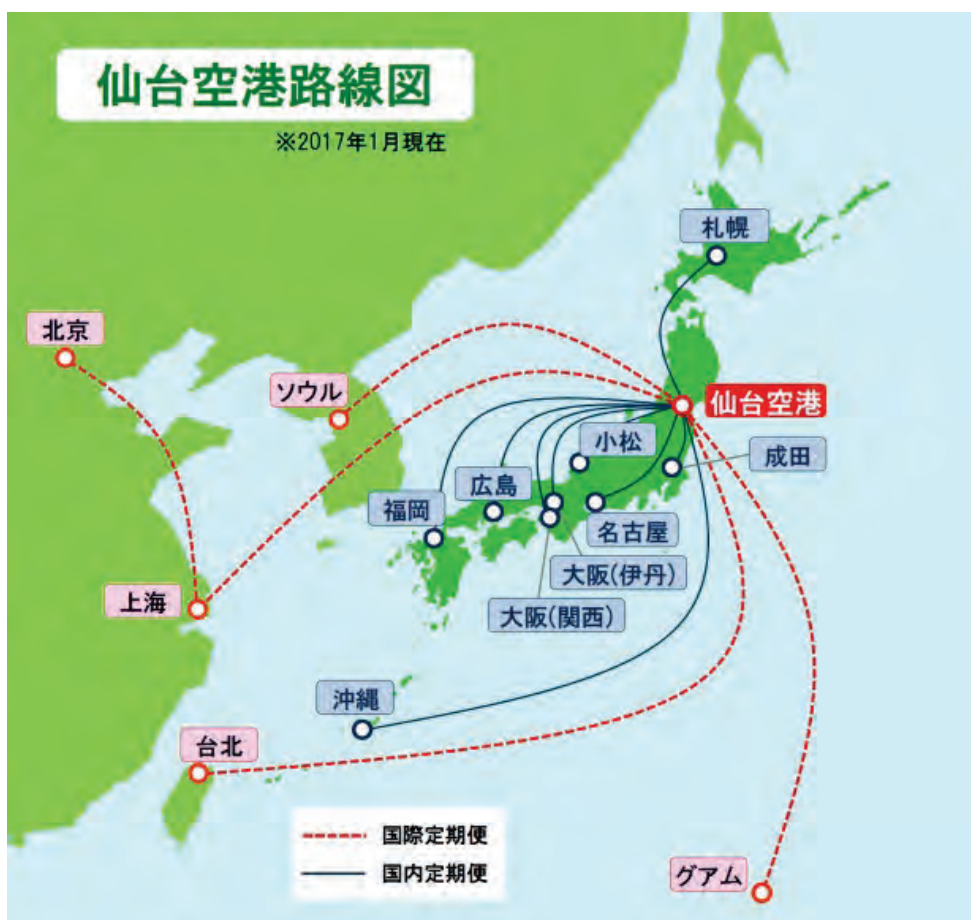 仙台空港路線図
※2017年1月現在
札幌
北京
ソウル
仙台空港
小松
成田
広島
福岡
名古屋
大阪(伊丹)
上海
大阪(関西)
沖縄
台北
国際定期便
国内定期便
グアム